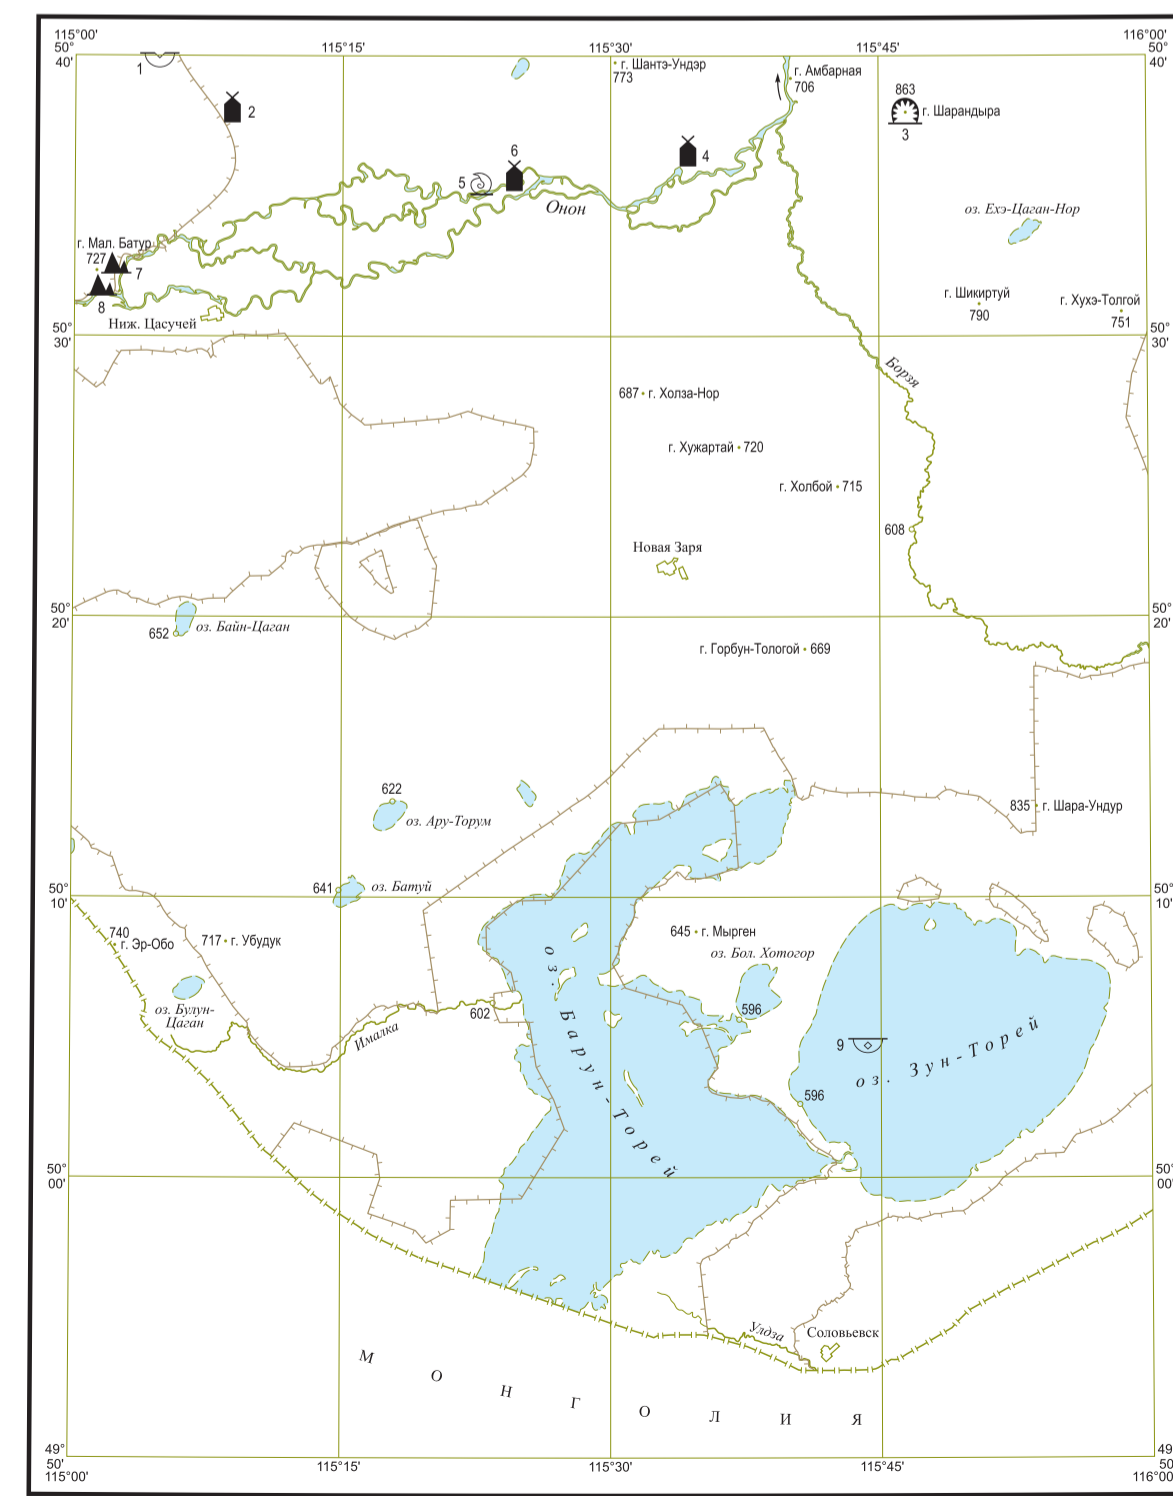 115°00' 115°15' 115°30' 115°45' 116°00'
50° 50°
40' 40'
1
2
г. Шантэ-Ундэр
773
г. Амбарная
706
863
г. Шарандыра
3
4
6
5
Онон
оз. Ехэ-Цаган-Нор
г. Мал. Батур
727
7
8
Ниж. Цасучей
г. Шикиртуй
790
г. Хухэ-Толгой
751
50° 50°
30' 30'
Борзя
687 г. Холза-Нор
г. Хужартай 720
г. Холбой 715
608
Новая Заря
50° 50°
20' 20'
652
оз. Байн-Цаган
г. Горбун-Тологой 669
622
оз. Ару-Торум
835 г. Шара-Ундур
641
оз. Батуй
50° 50°
10' 10'
740
г. Эр-Обо
717 г. Убудук
645 г. Мырген
оз. Бол. Хотогор
оз. Булун-
Цаган
602
596
Ималка
оз. Барун-Торей
9
оз. Зун-Торей
596
50° 50°
00' 00'
Улдза
Соловьевск
МОНГОЛИЯ
49° 49
50' 50
115°00' 115°15' 115°30' 115°45' 116°00